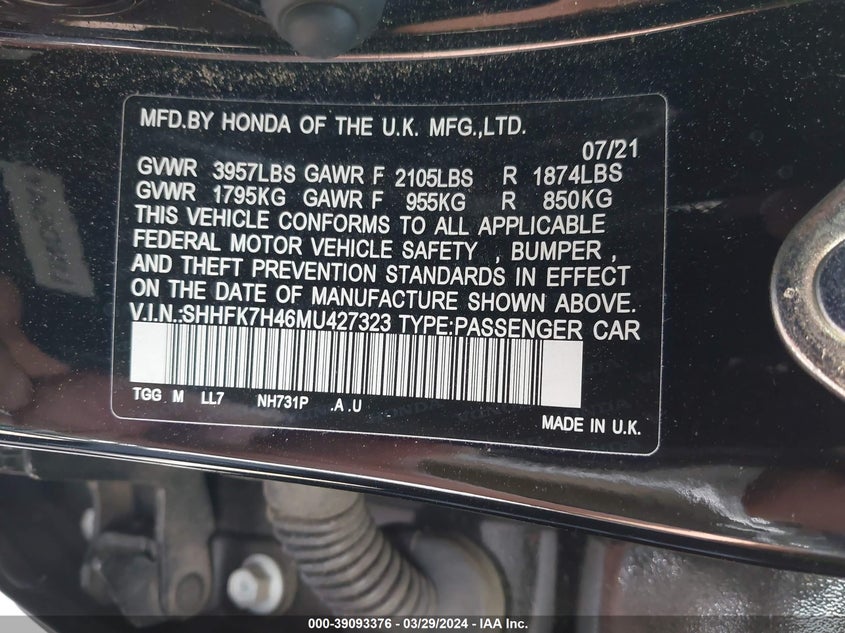 MFD.BY HONDA OF THE U.K. MFG.,LTD.
07/21
GVWR 3957LBS GAWR F 2105LBS R 1874LBS
GVWR 1795KG GAWR F 955KG R 850KG
THIS VEHICLE CONFORMS TO ALL APPLICABLE
FEDERAL MOTOR VEHICLE SAFETY , BUMPER ,
AND THEFT PREVENTION STANDARDS IN EFFECT
ON THE DATE OF MANUFACTURE SHOWN ABOVE.
V.I.N.:SHHFK7H46MU427323 TYPE:PASSENGER CAR
TGG M LL7 NH731P .A .U
MADE IN U.K.
000-39093376 / 03/29/2024 / IAA Inc.